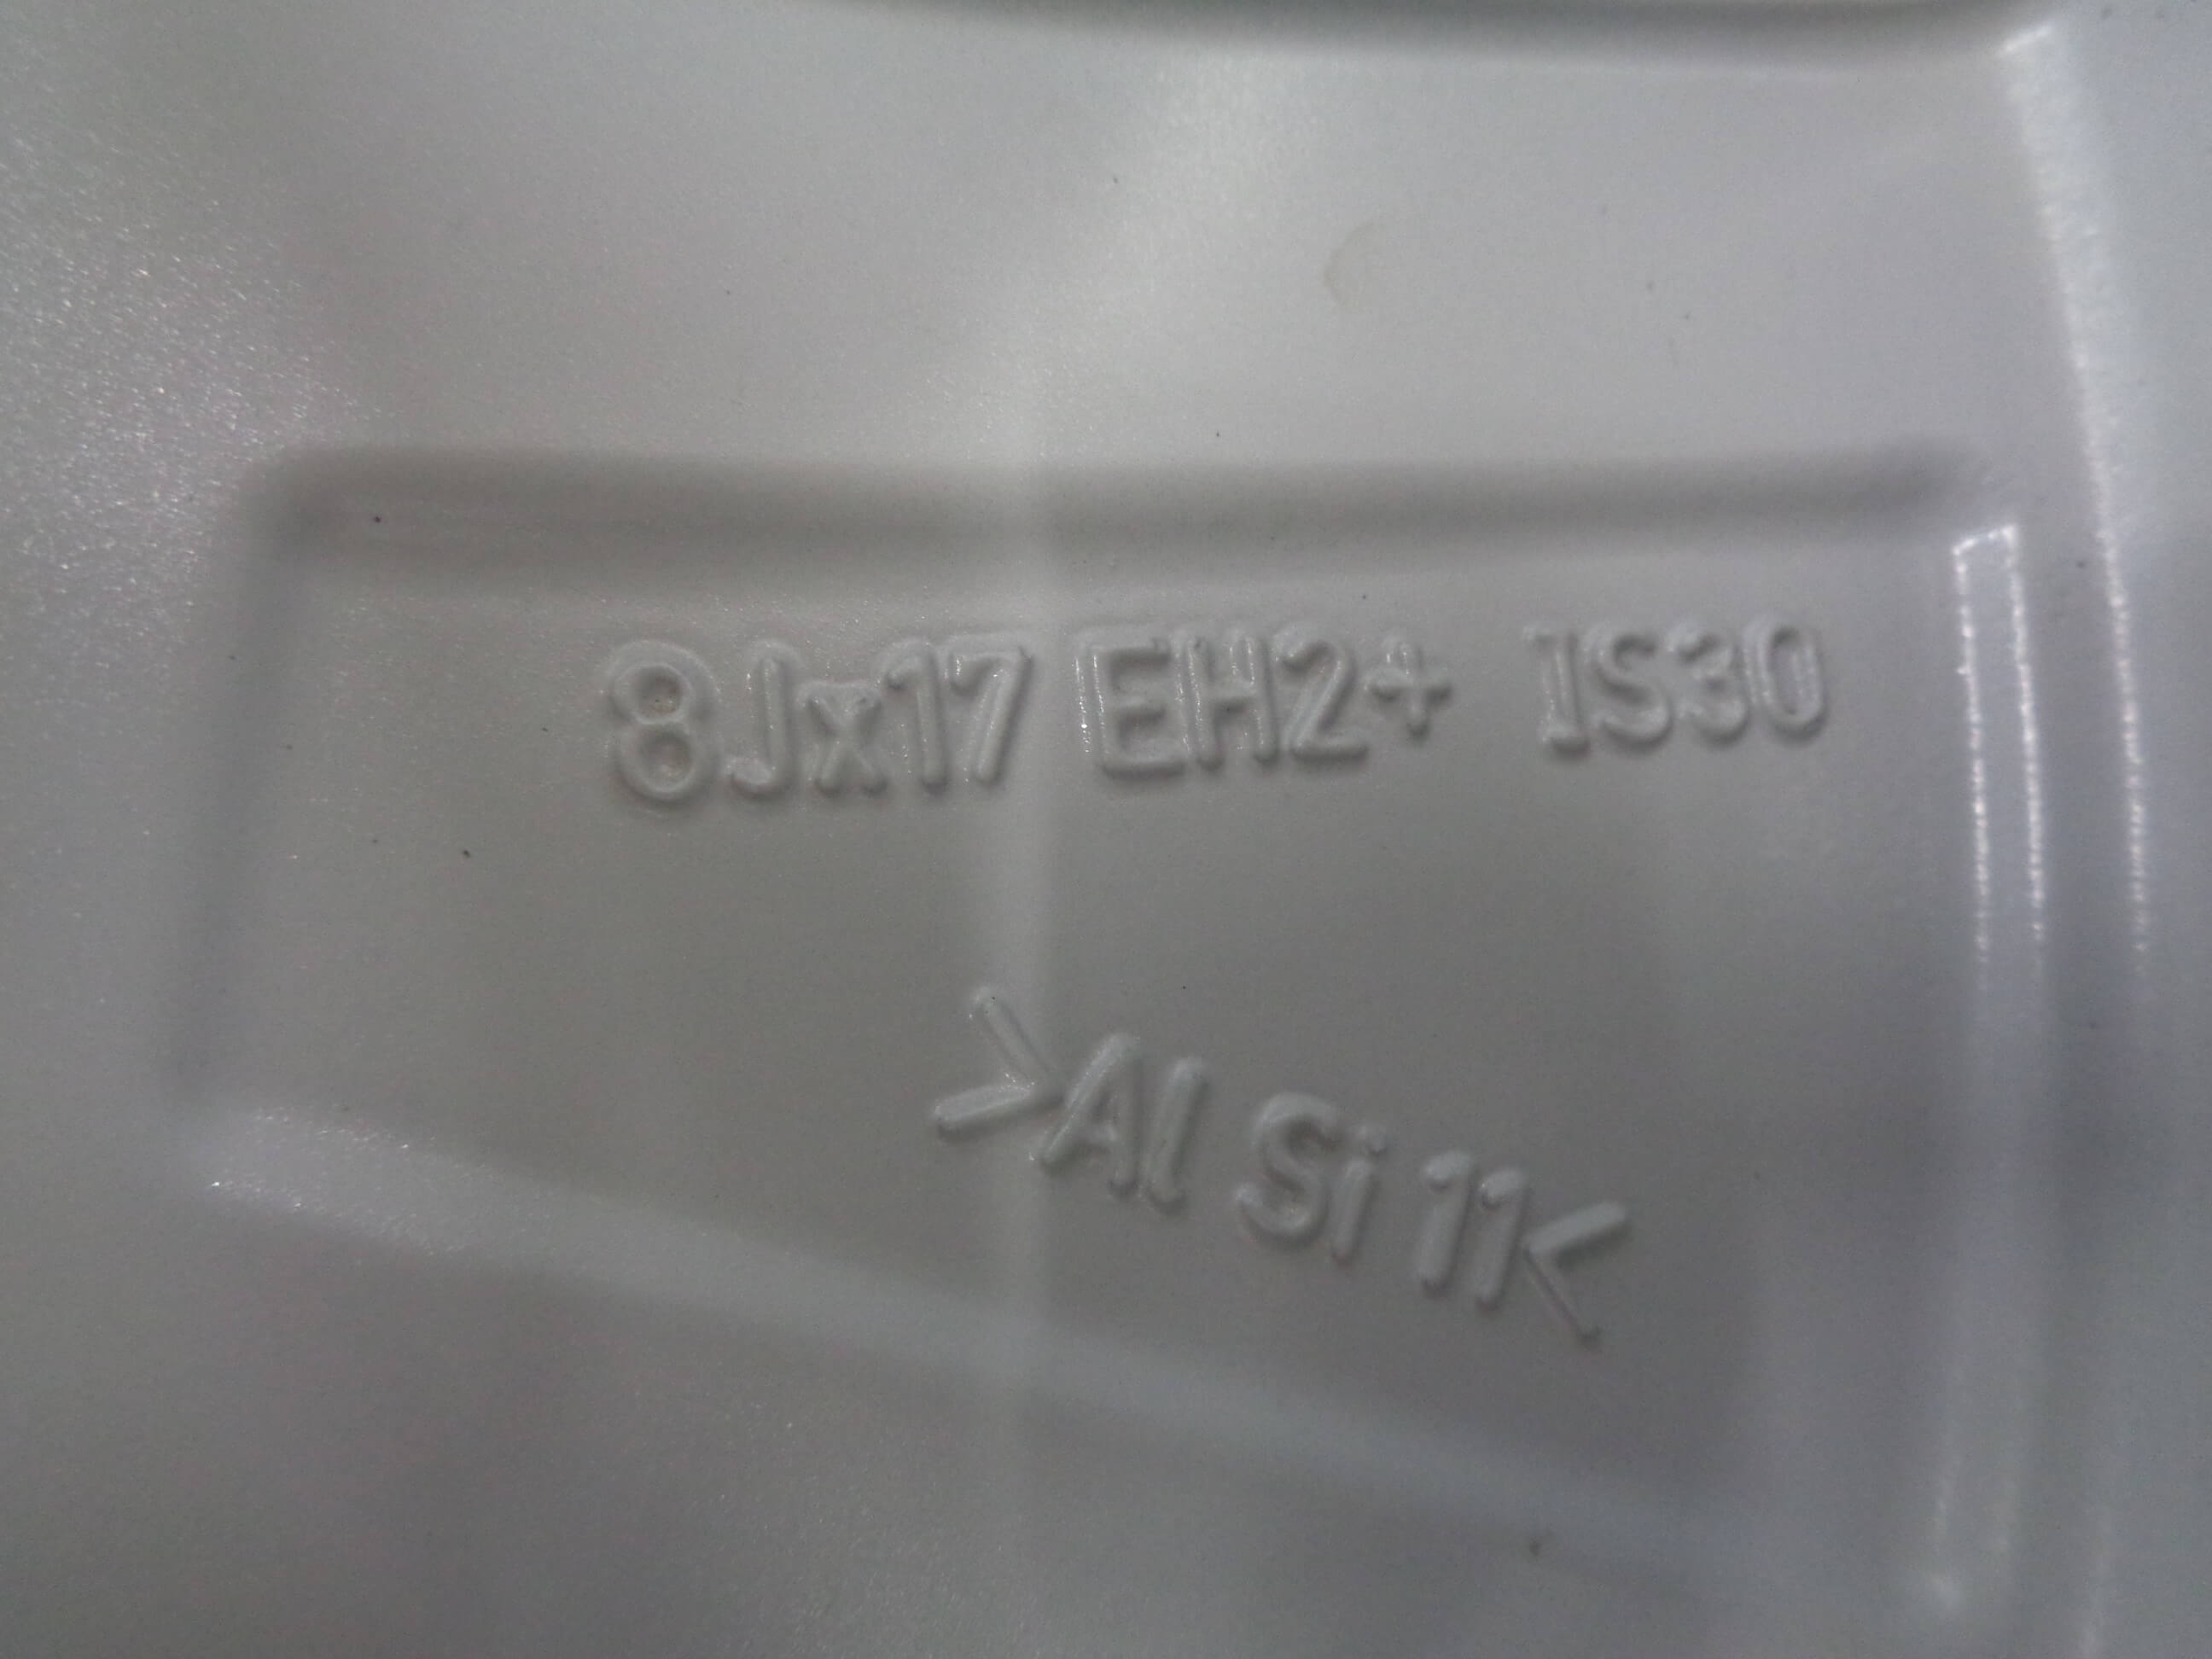 8Jx17 EH2+ IS30
>Al Si 11<